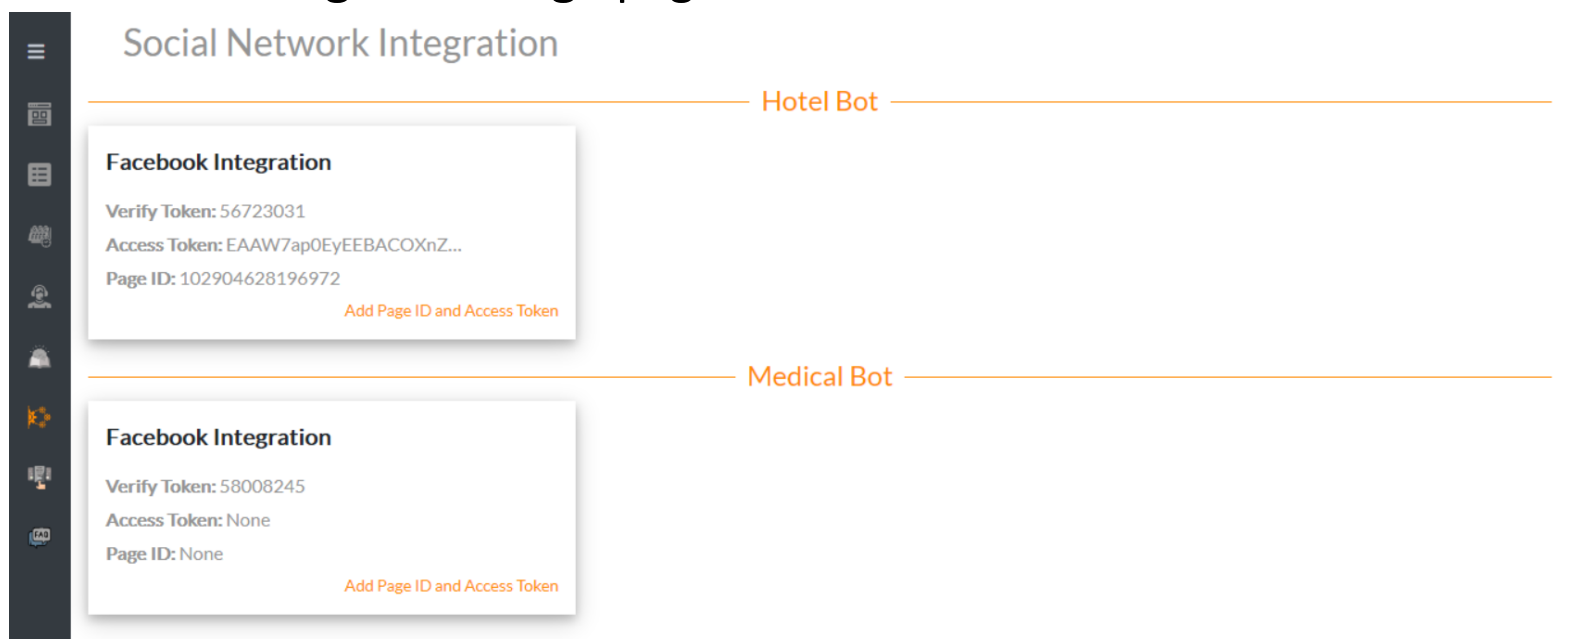 Social Network Integration
Hotel Bot
Facebook Integration
Verify Token: 56723031
Access Token: EAAW7ap0EyEEBACOXnZ...
Page ID: 102904628196972
Add Page ID and Access Token
Medical Bot
Facebook Integration
Verify Token: 58008245
Access Token: None
Page ID: None
Add Page ID and Access Token
FAQ